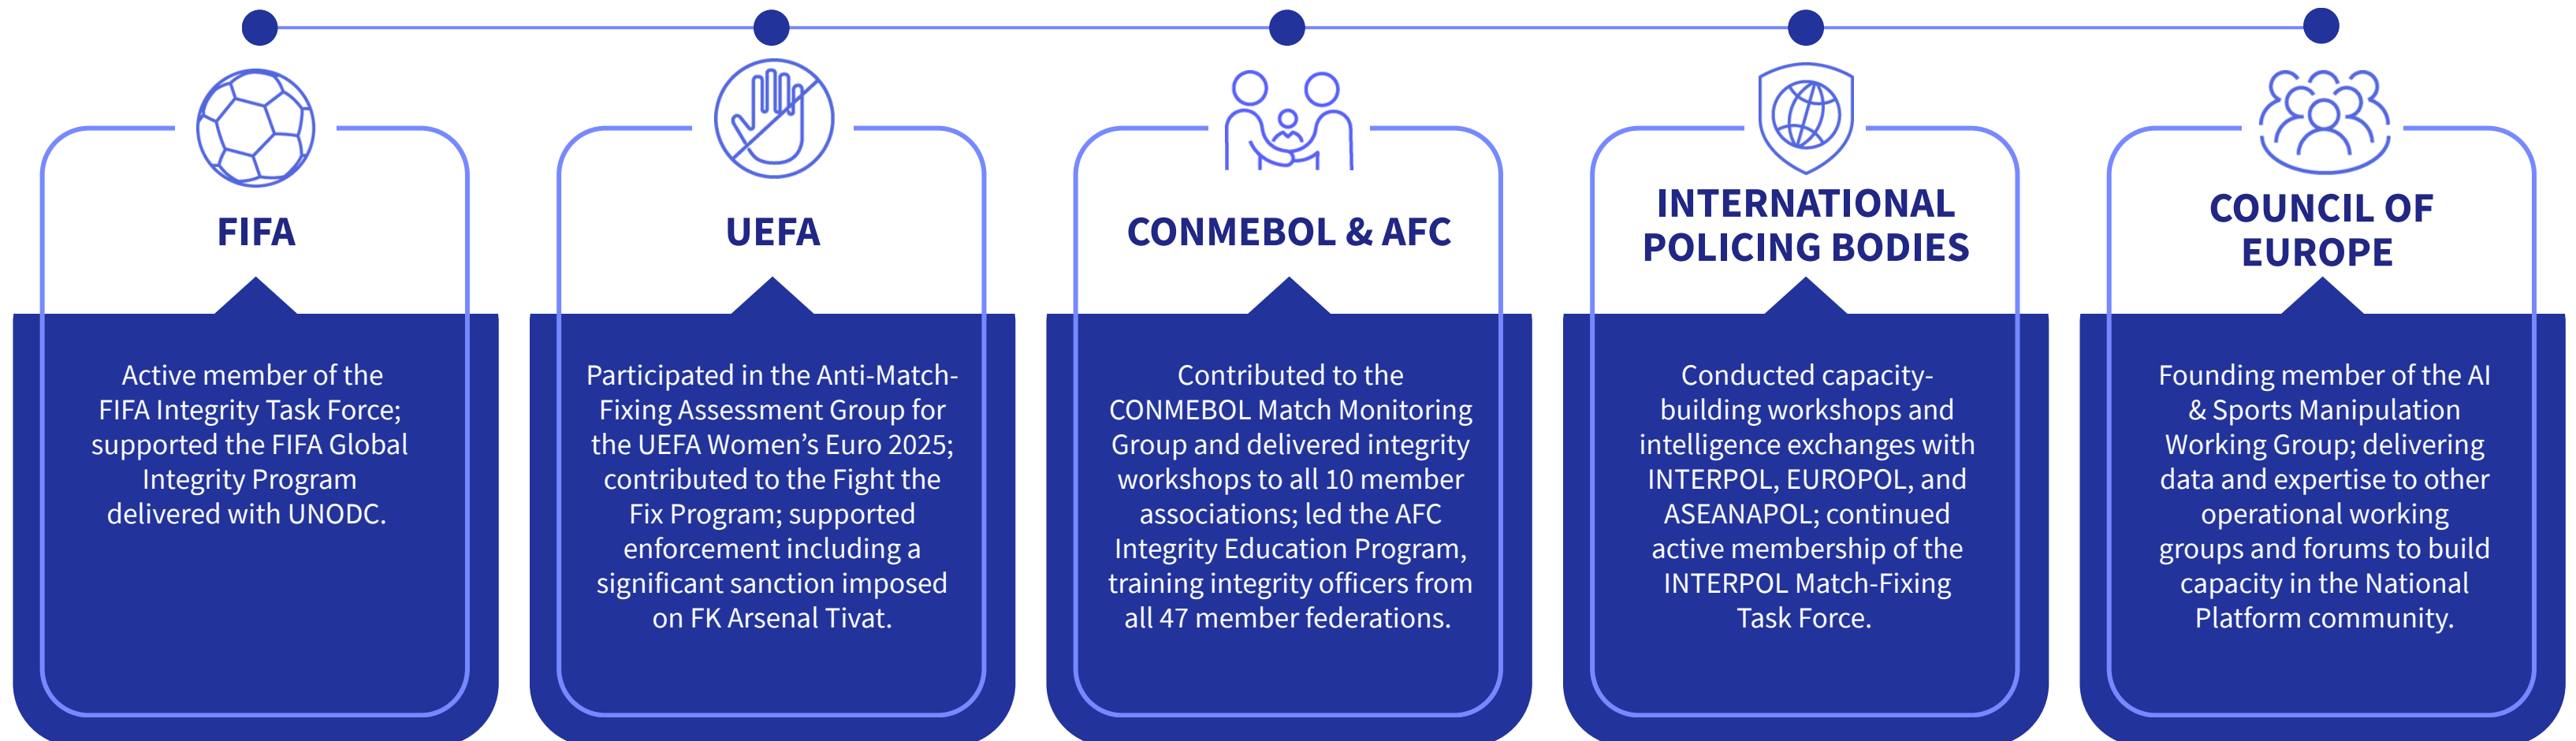 FIFA
Active member of the
FIFA Integrity Task Force;
supported the FIFA Global
Integrity Program
delivered with UNODC.
UEFA
Participated in the Anti-Match-
Fixing Assessment Group for
the UEFA Women’s Euro 2025;
contributed to the Fight the
Fix Program; supported
enforcement including a
significant sanction imposed
on FK Arsenal Tivat.
CONMEBOL & AFC
Contributed to the
CONMEBOL Match Monitoring
Group and delivered integrity
workshops to all 10 member
associations; led the AFC
Integrity Education Program,
training integrity officers from
all 47 member federations.
INTERNATIONAL
POLICING BODIES
Conducted capacity-
building workshops and
intelligence exchanges with
INTERPOL, EUROPOL, and
ASEANAPOL; continued
active membership of the
INTERPOL Match-Fixing
Task Force.
COUNCIL OF
EUROPE
Founding member of the AI
& Sports Manipulation
Working Group; delivering
data and expertise to other
operational working
groups and forums to build
capacity in the National
Platform community.